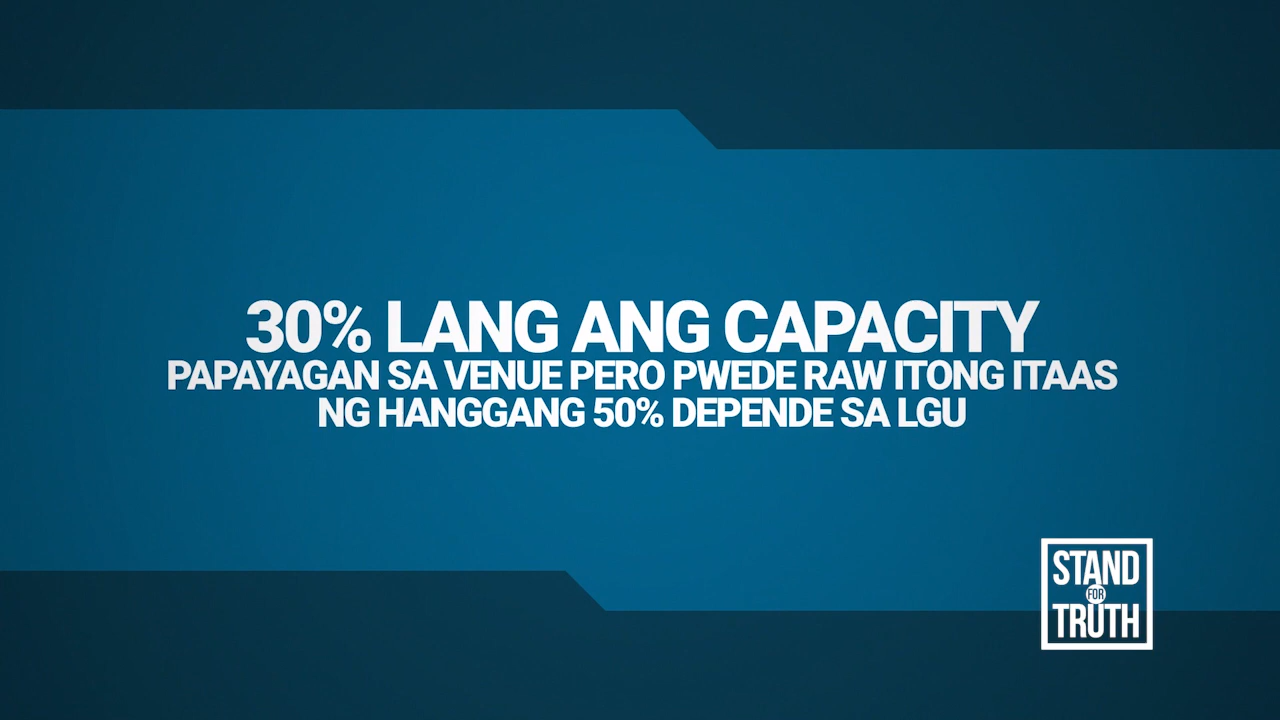 30% LANG ANG CAPACITY
PAPAYAGAN SA VENUE PERO PWEDE RAW ITONG ITAAS
NG HANGGANG 50% DEPENDE SA LGU
STAND
FOR
TRUTH